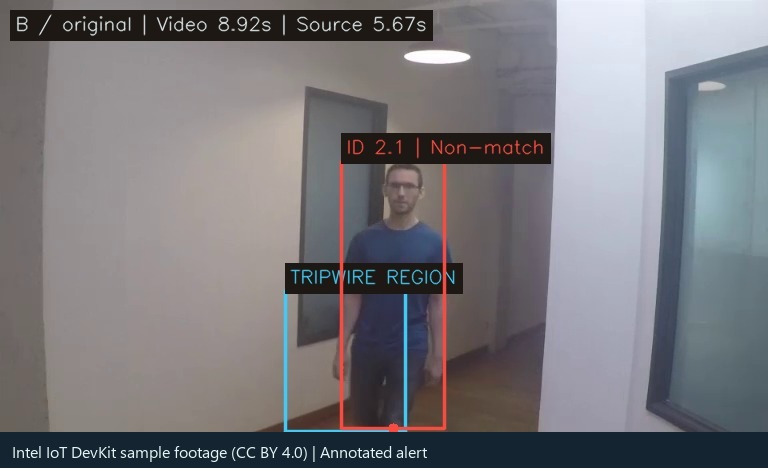 B / original | Video 8.92s | Source 5.67s
ID 2.1 | Non-match
TRIPWIRE REGION
Intel IoT DevKit sample footage (CC BY 4.0) | Annotated alert